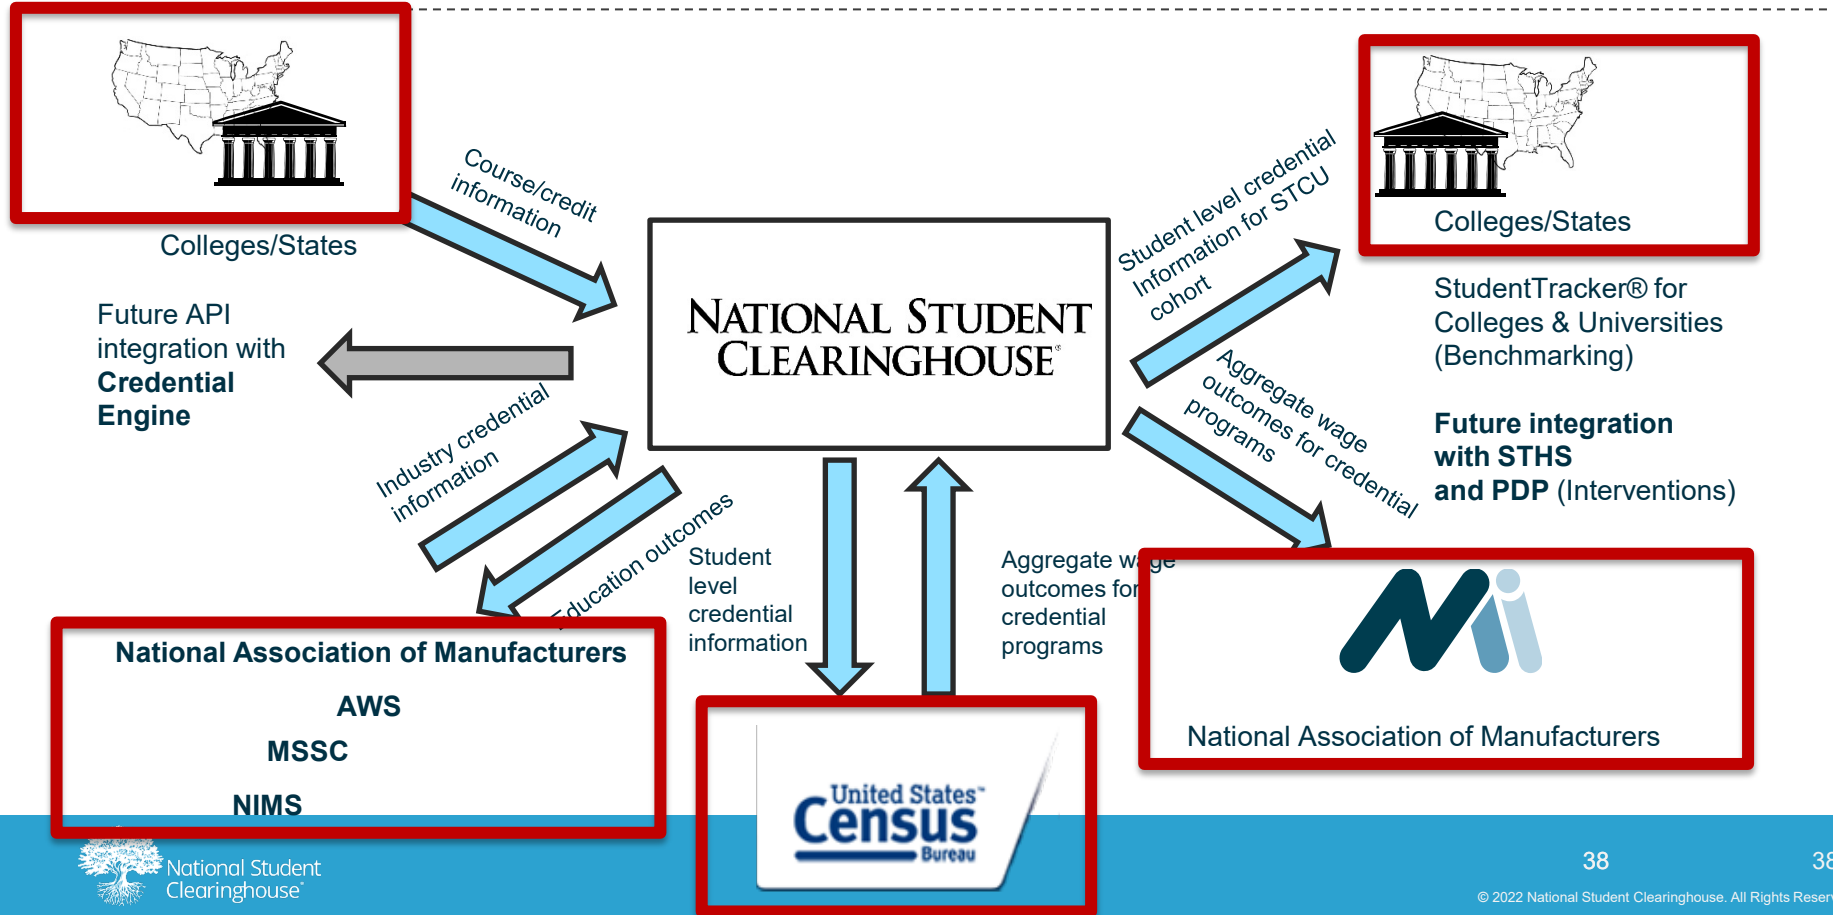 Colleges/States
Course/credit
information
Future API
integration with
Credential
Engine
NATIONAL STUDENT
CLEARINGHOUSE®
Student level credential
Information for STCU
cohort
Colleges/States
StudentTracker® for
Colleges & Universities
(Benchmarking)
Future integration
with STHS
and PDP (Interventions)
Aggregate wage
outcomes for credential
programs
Industry credential
information
Education outcomes
Student
level
credential
information
Aggregate wage
outcomes for
credential
programs
National Association of Manufacturers
AWS
MSSC
NIMS
United States™
Census
Bureau
National Association of Manufacturers
National Student
Clearinghouse®
38
38
© 2022 National Student Clearinghouse. All Rights Reserv